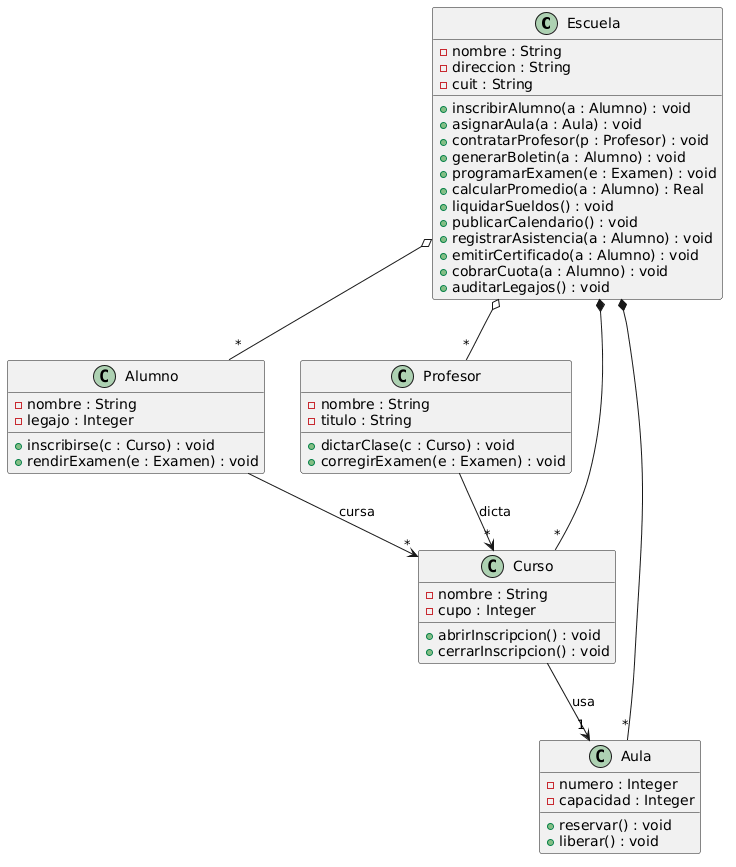 C Escuela
nombre : String
direccion : String
cuit : String
inscribirAlumno(a : Alumno) : void
asignarAula(a : Aula) : void
contratarProfesor(p : Profesor) : void
generarBoletin(a : Alumno) : void
programarExamen(e : Examen) : void
calcularPromedio(a : Alumno) : Real
liquidarSueldos() : void
publicarCalendario() : void
registrarAsistencia(a : Alumno) : void
emitirCertificado(a : Alumno) : void
cobrarCuota(a : Alumno) : void
auditarLegajos() : void
*
*
C Alumno
nombre : String
legajo : Integer
inscribirse(c : Curso) : void
rendirExamen(e : Examen) : void
C Profesor
nombre : String
titulo : String
dictarClase(c : Curso) : void
corregirExamen(e : Examen) : void
cursa
*
dicta
*
*
C Curso
nombre : String
cupo : Integer
abrirInscripcion() : void
cerrarInscripcion() : void
usa
1
*
C Aula
numero : Integer
capacidad : Integer
reservar() : void
liberar() : void